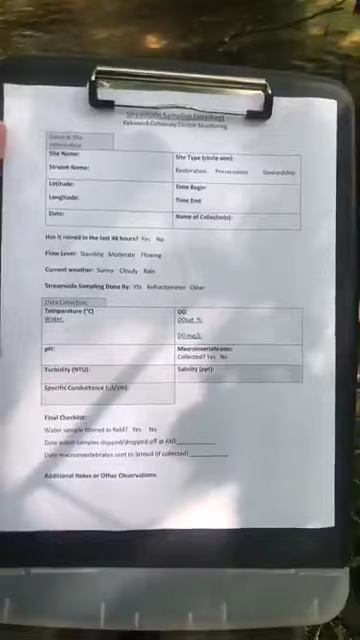 Streamside Sampling Datasheet
Kirkwood-Cohansey Cluster Monitoring
General Site
Information
Site Name:
Site Type (circle one):
Stream Name:
Restoration Preservation Stewardship
Latitude:
Time Begin
Longitude:
Time End
Date:
Name of Collector(s):
Has it rained in the last 48 hours? Yes No
Flow Level: Standing Moderate Flowing
Current weather: Sunny Cloudy Rain
Streamside Sampling Done By: YSI Refractometer Other
Data Collection
Temperature (°C)
Water:
DO
DOsat %:
DO mg/L:
pH:
Macroinvertebrates:
Collected? Yes No
Turbidity (NTU):
Salinity (ppt):
Specific Conductance (uS/cm):
Final Checklist:
Water sample filtered in field? Yes No
Date water samples shipped/dropped off at ANS
Date macroinvertebrates sent to Stroud (if collected)
Additional Notes or Other Observations: